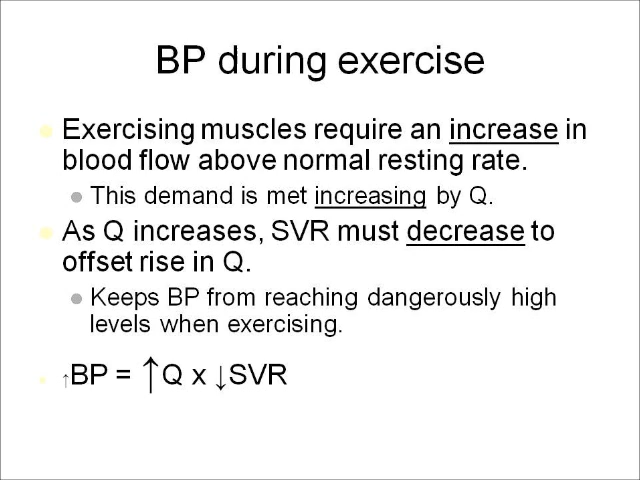 BP during exercise
Exercising muscles require an increase in
blood flow above normal resting rate.
This demand is met increasing by Q.
As Q increases, SVR must decrease to
offset rise in Q.
Keeps BP from reaching dangerously high
levels when exercising.
↑BP = ↑Q x ↓SVR